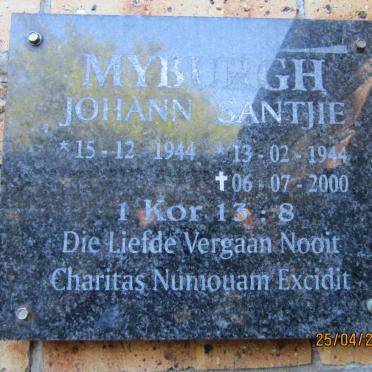 MYBURGH
JOHANN GANTJIE
* 15 - 12 1944 * 13 - 02 - 1944
✝ 06 - 07 - 2000
1 Kor 13 : 8
Die Liefde Vergaan Nooit
Charitas Numouam Excidit
25/04/2